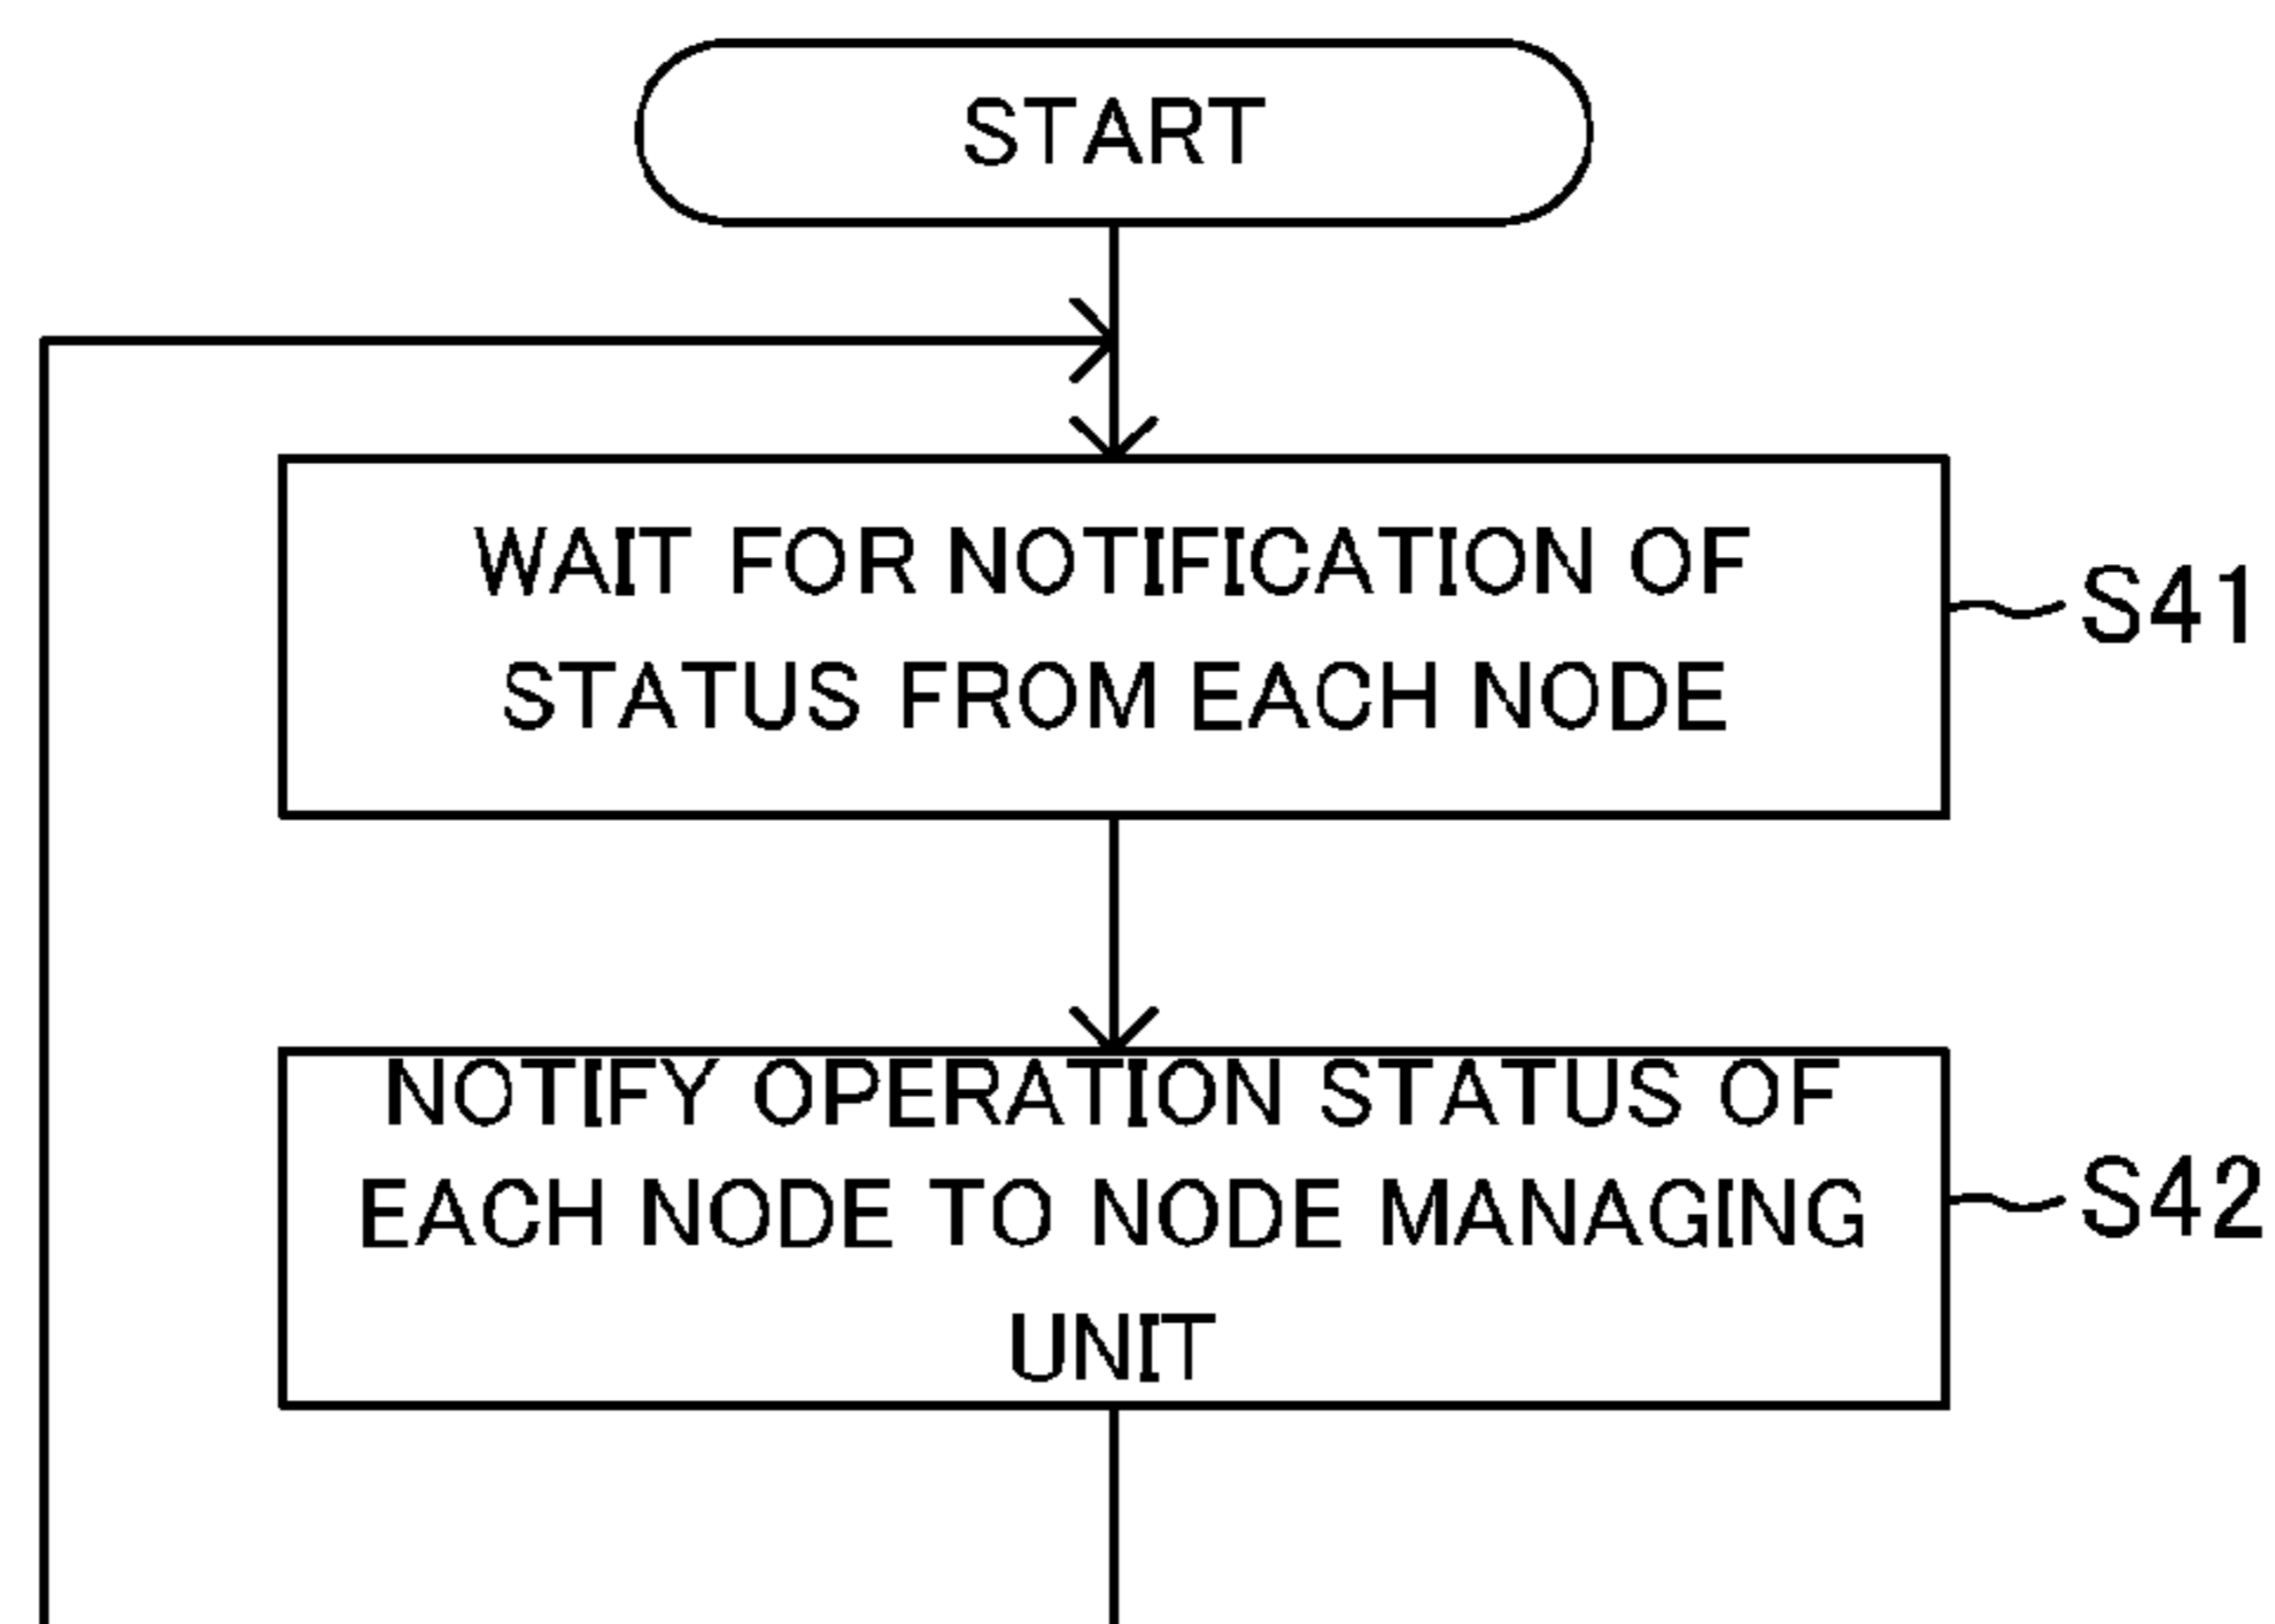 START
WAIT FOR NOTIFICATION OF
STATUS FROM EACH NODE
S41
NOTIFY OPERATION STATUS OF
EACH NODE TO NODE MANAGING
UNIT
S42